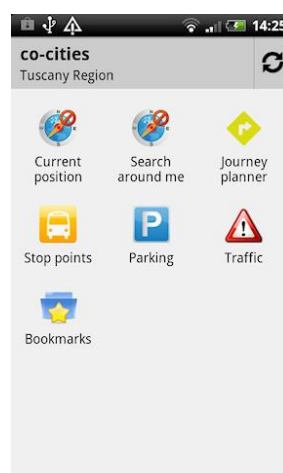 14:25
co-cities
Tuscany Region
Current position
Search around me
Journey planner
P
Stop points
Parking
Traffic
Bookmarks